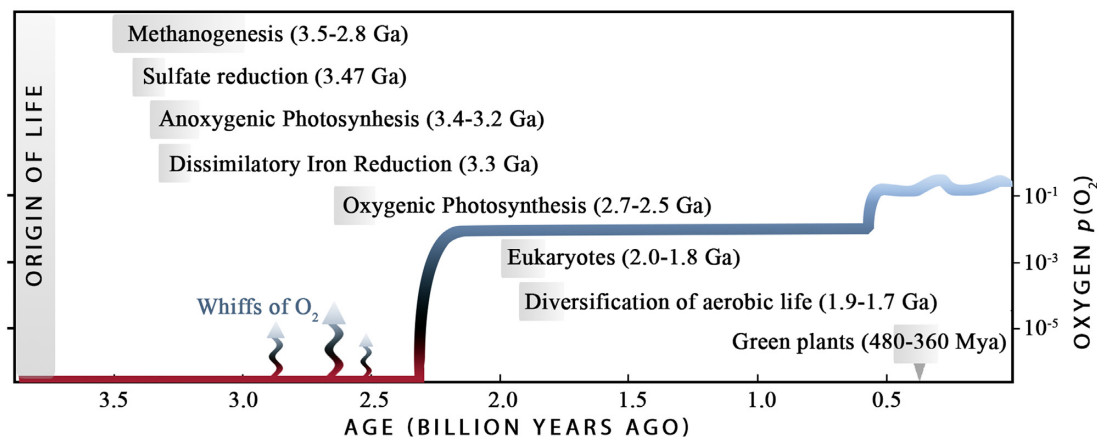 ORIGIN OF LIFE
Methanogenesis (3.5-2.8 Ga)
Sulfate reduction (3.47 Ga)
Anoxygenic Photosynhesis (3.4-3.2 Ga)
Dissimilatory Iron Reduction (3.3 Ga)
Oxygenic Photosynthesis (2.7-2.5 Ga)
Eukaryotes (2.0-1.8 Ga)
Whiffs of O₂
Diversification of aerobic life (1.9-1.7 Ga)
Green plants (480-360 Mya)
10⁻¹
10⁻³
10⁻⁵
OXYGEN p(O₂)
3.5 3.0 2.5 2.0 1.5 1.0 0.5
AGE (BILLION YEARS AGO)